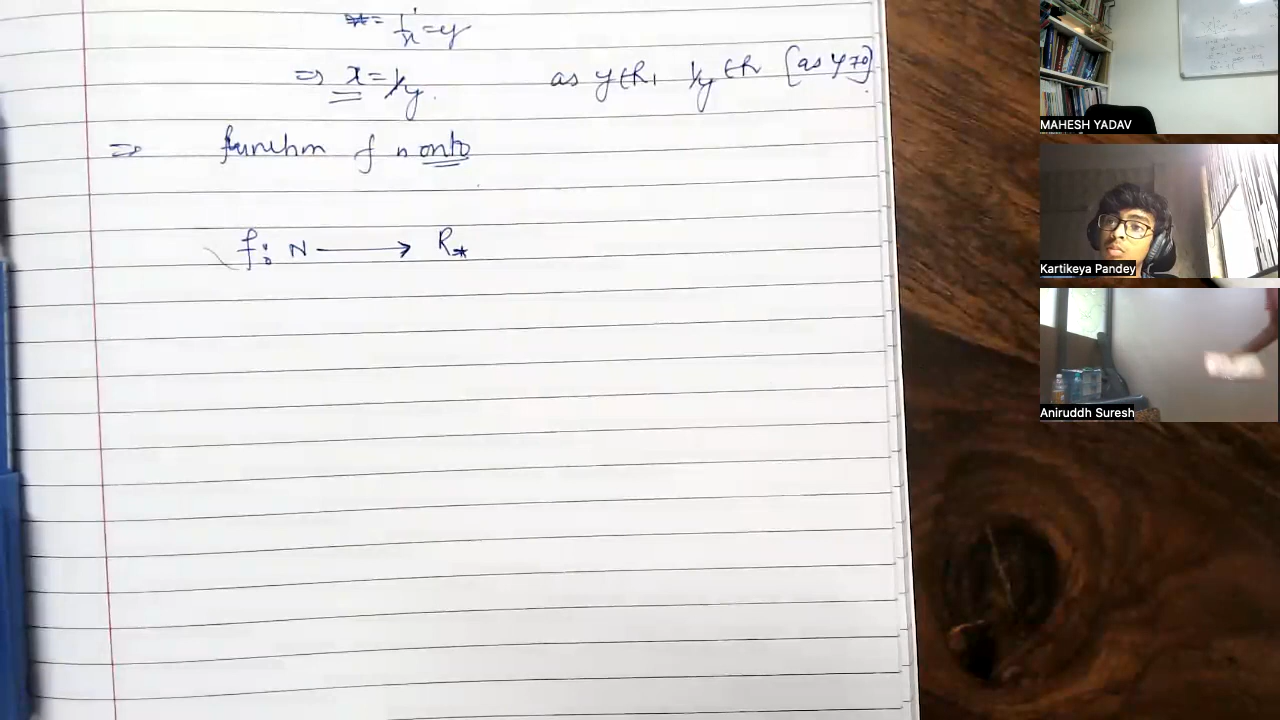 = 1/x = y
⇒ x = 1/y. as y ∈ R, 1/y ∈ R [as y ≠ 0]
⇒ function f is onto
f: N → R*
MAHESH YADAV
Kartikeya Pandey
Aniruddh Suresh